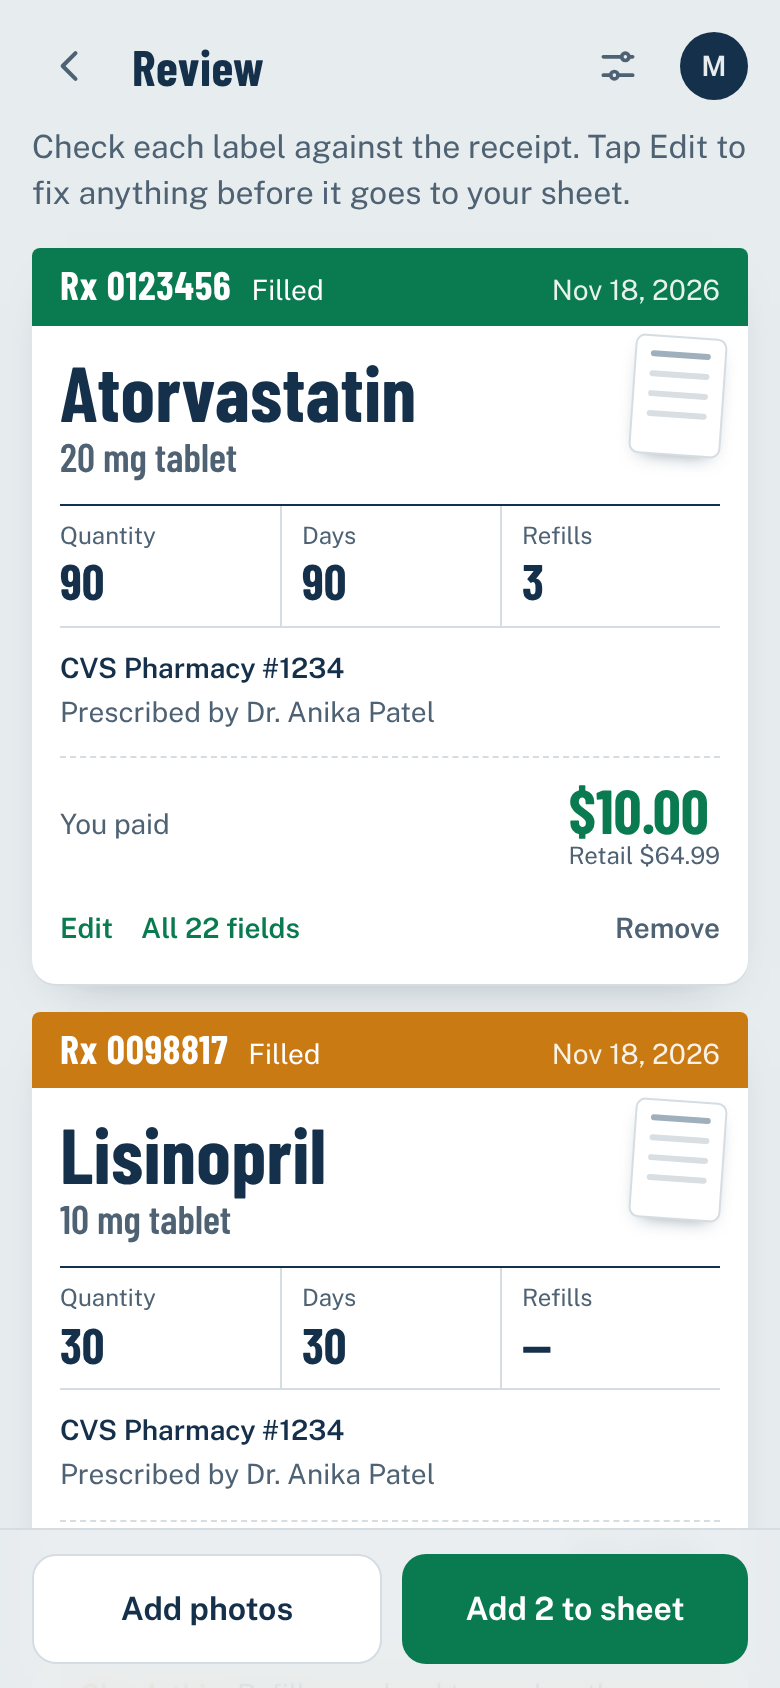 Review
M
Check each label against the receipt. Tap Edit to
fix anything before it goes to your sheet.
Rx 0123456 Filled Nov 18, 2026
Atorvastatin
20 mg tablet
Quantity Days Refills
90 90 3
CVS Pharmacy #1234
Prescribed by Dr. Anika Patel
You paid $10.00
Retail $64.99
Edit All 22 fields Remove
Rx 0098817 Filled Nov 18, 2026
Lisinopril
10 mg tablet
Quantity Days Refills
30 30 –
CVS Pharmacy #1234
Prescribed by Dr. Anika Patel
Add photos Add 2 to sheet